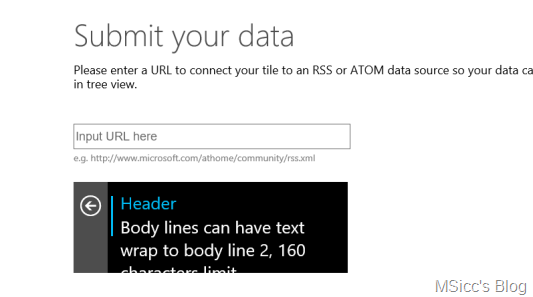 Submit your data
Please enter a URL to connect your tile to an RSS or ATOM data source so your data ca
in tree view.
Input URL here
e.g. http://www.microsoft.com/athome/community/rss.xml
Header
Body lines can have text
wrap to body line 2, 160
characters limit
MSicc's Blog